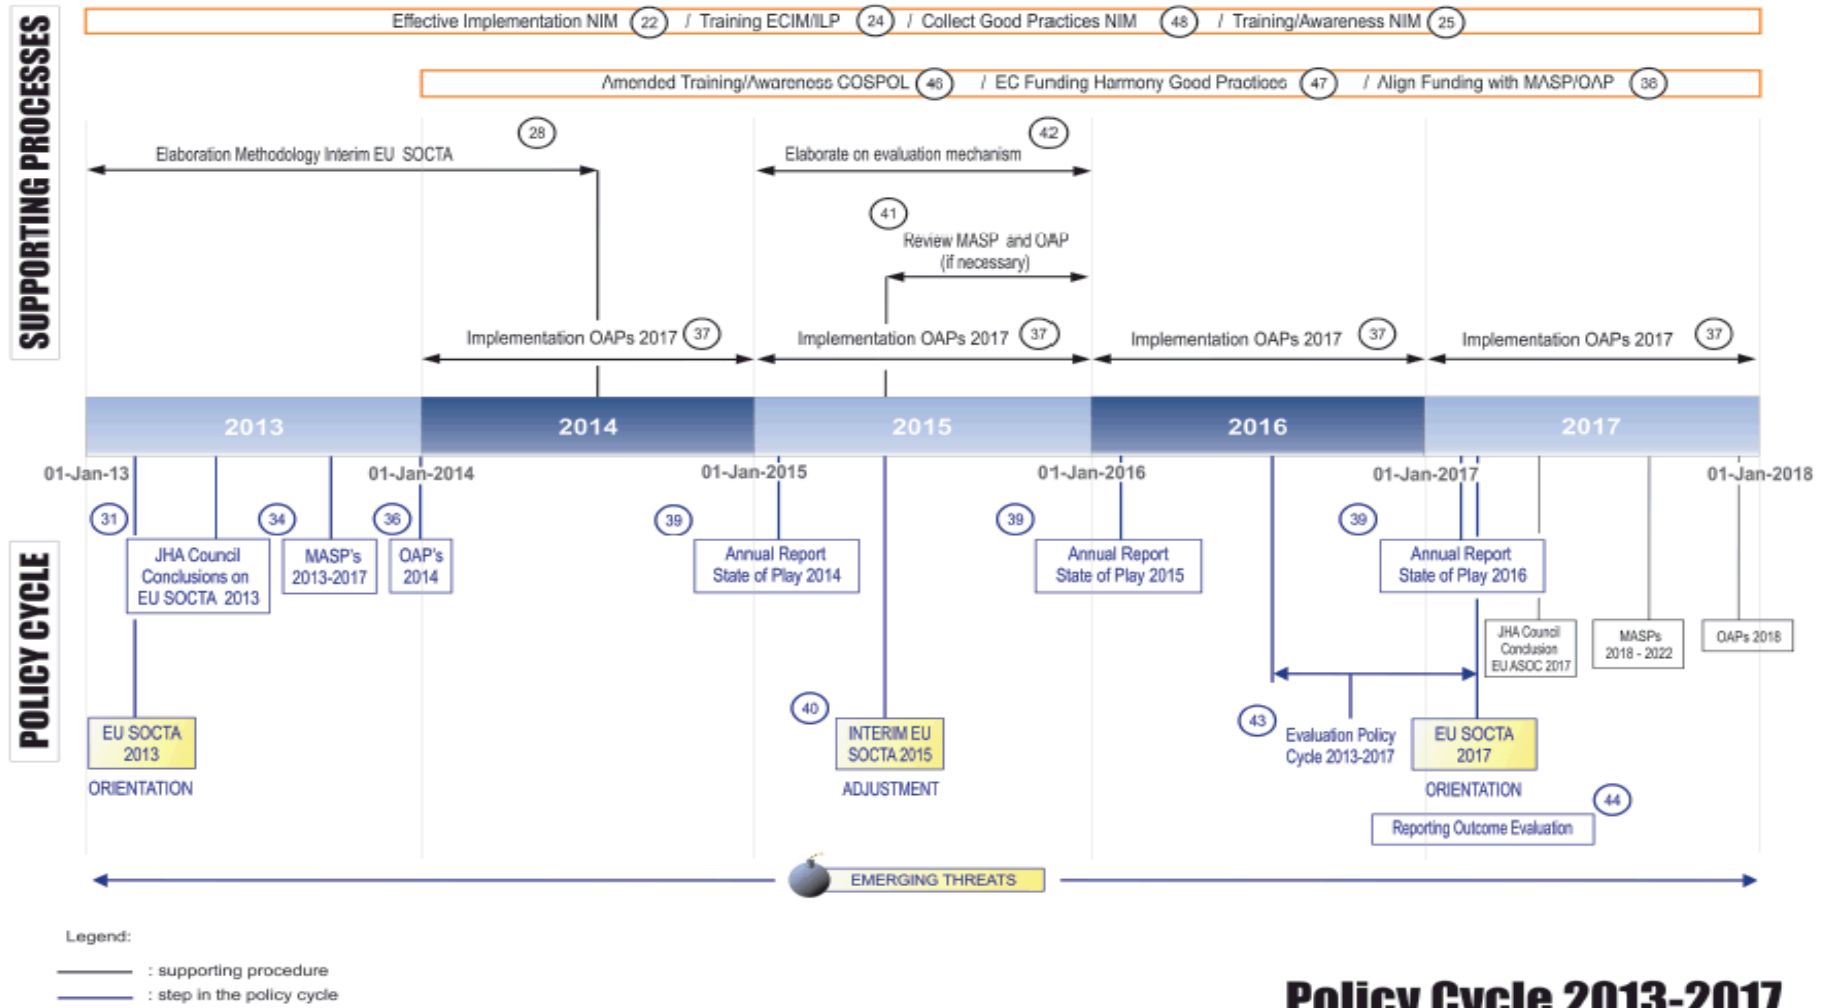 SUPPORTING PROCESSES
Effective Implementation NIM 22 / Training ECIM/ILP 24 / Collect Good Practices NIM 48 / Training/Awareness NIM 25
Amended Training/Awareness COSPOL 46 / EC Funding Harmony Good Practices 47 / Align Funding with MASP/OAP 38
28
Elaboration Methodology Interim EU SOCTA
42
Elaborate on evaluation mechanism
41
Review MASP and OAP
(if necessary)
Implementation OAPs 2017 37
Implementation OAPs 2017 37
Implementation OAPs 2017 37
Implementation OAPs 2017 37
2013
2014
2015
2016
2017
01-Jan-13
01-Jan-2014
01-Jan-2015
01-Jan-2016
01-Jan-2017
01-Jan-2018
POLICY CYCLE
31
JHA Council
Conclusions on
EU SOCTA 2013
34
MASP's
2013-2017
36
OAP's
2014
39
Annual Report
State of Play 2014
39
Annual Report
State of Play 2015
39
Annual Report
State of Play 2016
JHA Council
Conclusion
EU ASOC 2017
MASPs
2018 - 2022
OAPs 2018
EU SOCTA
2013
ORIENTATION
40
INTERIM EU
SOCTA 2015
ADJUSTMENT
43
Evaluation Policy
Cycle 2013-2017
EU SOCTA
2017
ORIENTATION
44
Reporting Outcome Evaluation
EMERGING THREATS
Legend:
: supporting procedure
: step in the policy cycle
Policy Cycle 2013-2017